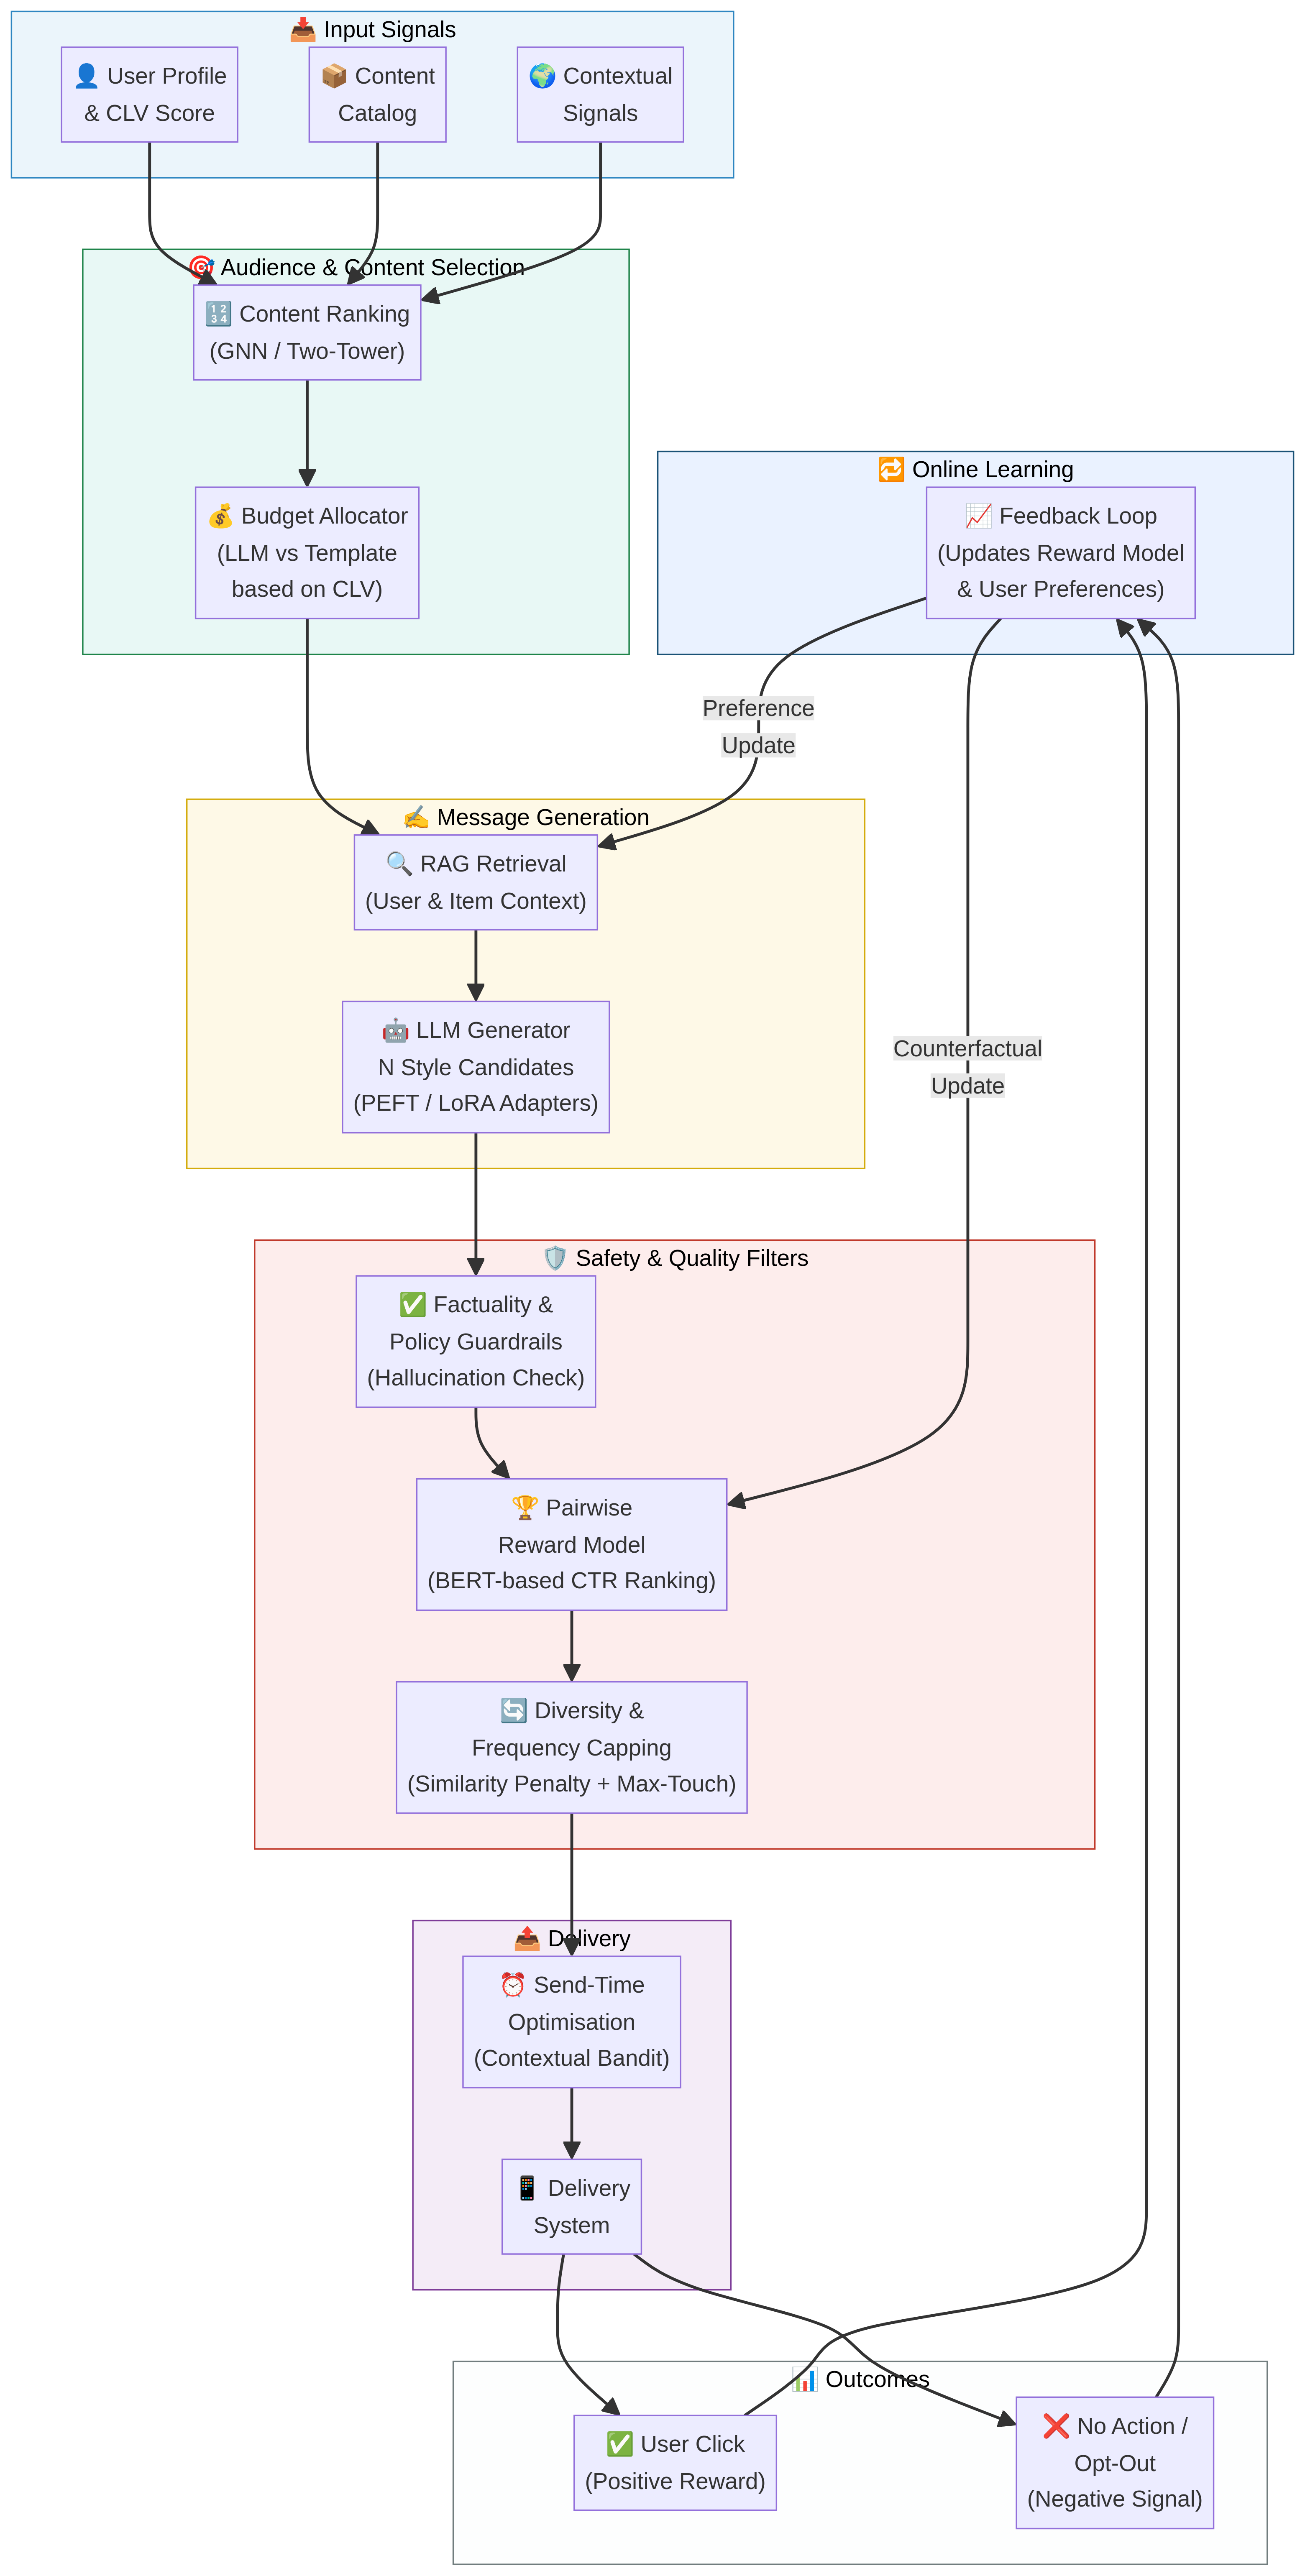 📥 Input Signals
👤 User Profile
& CLV Score
📦 Content
Catalog
🌍 Contextual
Signals
🎯 Audience & Content Selection
🔢 Content Ranking
(GNN / Two-Tower)
💰 Budget Allocator
(LLM vs Template
based on CLV)
🔁 Online Learning
📈 Feedback Loop
(Updates Reward Model
& User Preferences)
Preference
Update
✍️ Message Generation
🔍 RAG Retrieval
(User & Item Context)
🤖 LLM Generator
N Style Candidates
(PEFT / LoRA Adapters)
Counterfactual
Update
🛡️ Safety & Quality Filters
✅ Factuality &
Policy Guardrails
(Hallucination Check)
🏆 Pairwise
Reward Model
(BERT-based CTR Ranking)
🔄 Diversity &
Frequency Capping
(Similarity Penalty + Max-Touch)
📤 Delivery
⏰ Send-Time
Optimisation
(Contextual Bandit)
📱 Delivery
System
📊 Outcomes
✅ User Click
(Positive Reward)
❌ No Action /
Opt-Out
(Negative Signal)